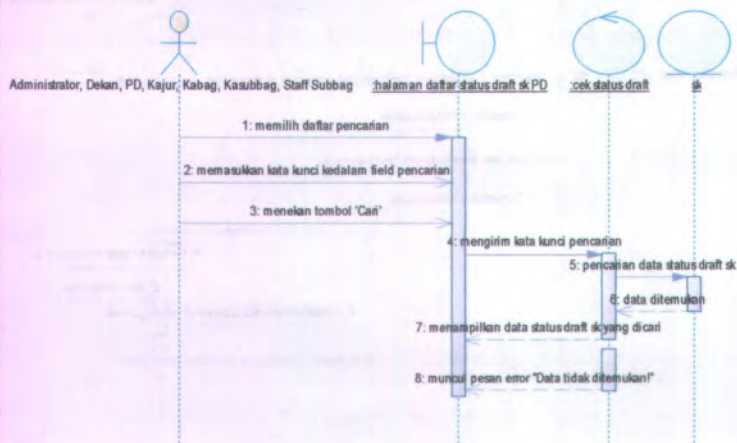 Administrator, Dekan, PD, Kajur, Kabag, Kasubbag, Staff Subbag
:halaman daftar status draft sk PD
:cek status draft
sk
1: memilih daftar pencarian
2: memasukkan kata kunci kedalam field pencarian
3: menekan tombol 'Cari'
4: mengirim kata kunci pencarian
5: pencarian data status draft sk
6: data ditemukan
7: menampilkan data status draft sk yang dicari
8: muncul pesan error "Data tidak ditemukan!"